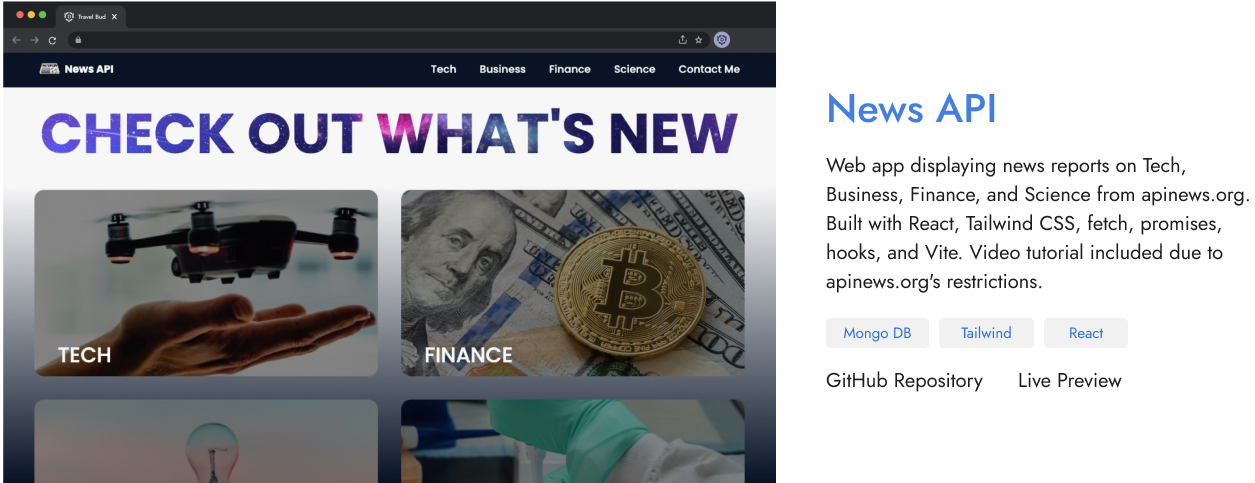 Travel Bud
News API
Tech Business Finance Science Contact Me
CHECK OUT WHAT'S NEW
TECH
FINANCE
News API
Web app displaying news reports on Tech,
Business, Finance, and Science from apinews.org.
Built with React, Tailwind CSS, fetch, promises,
hooks, and Vite. Video tutorial included due to
apinews.org's restrictions.
Mongo DB Tailwind React
GitHub Repository Live Preview